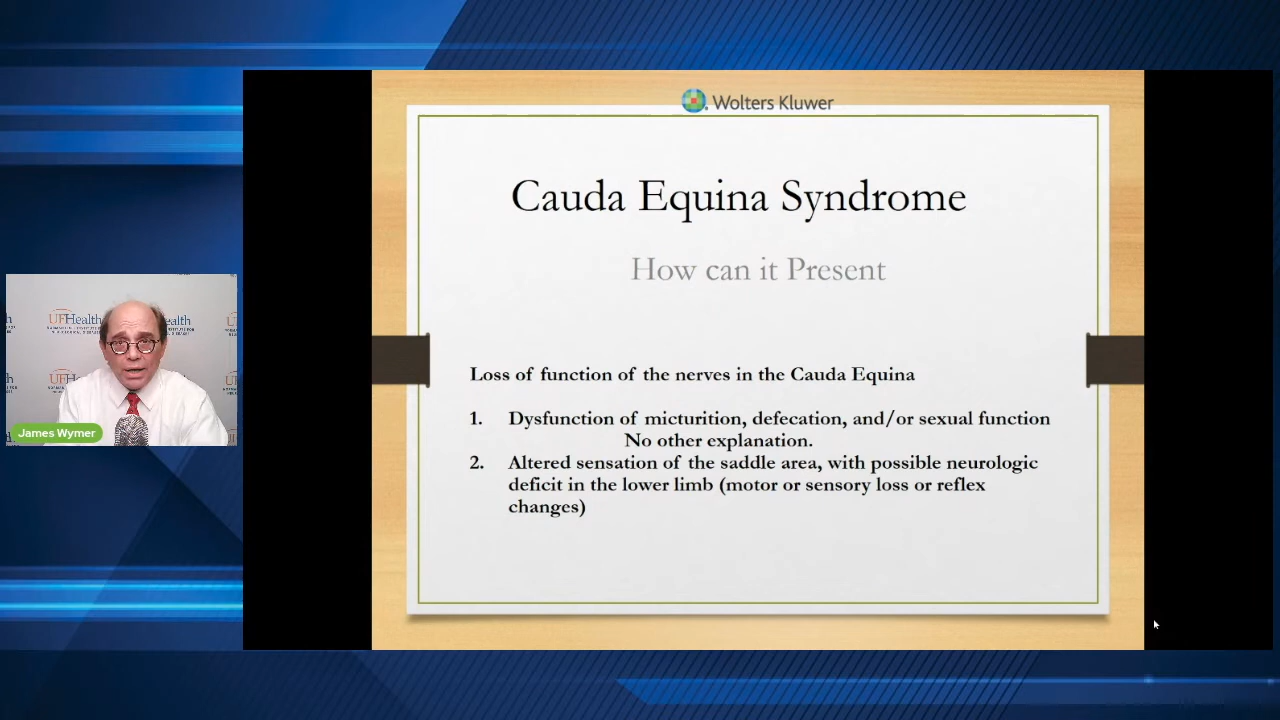 Wolters Kluwer
Cauda Equina Syndrome
How can it Present
Loss of function of the nerves in the Cauda Equina
1. Dysfunction of micturition, defecation, and/or sexual function
No other explanation.
2. Altered sensation of the saddle area, with possible neurologic
deficit in the lower limb (motor or sensory loss or reflex
changes)
UFHealth
James Wymer